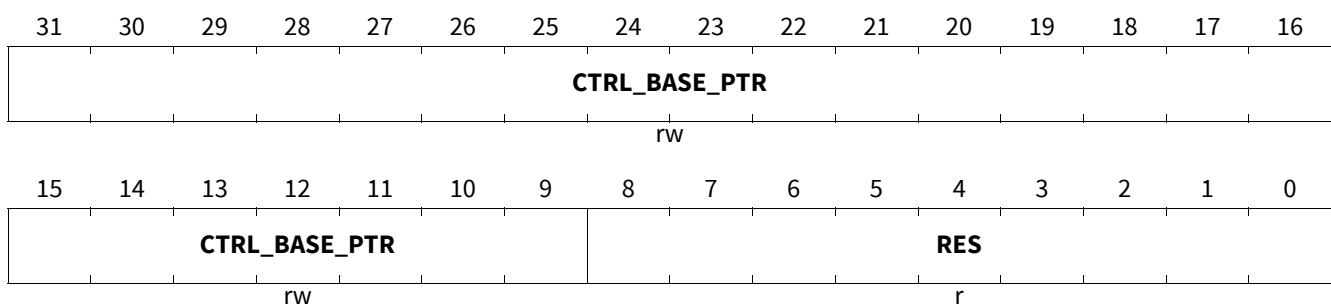 31 30 29 28 27 26 25 24 23 22 21 20 19 18 17 16
CTRL_BASE_PTR
rw
15 14 13 12 11 10 9 8 7 6 5 4 3 2 1 0
CTRL_BASE_PTR RES
rw r